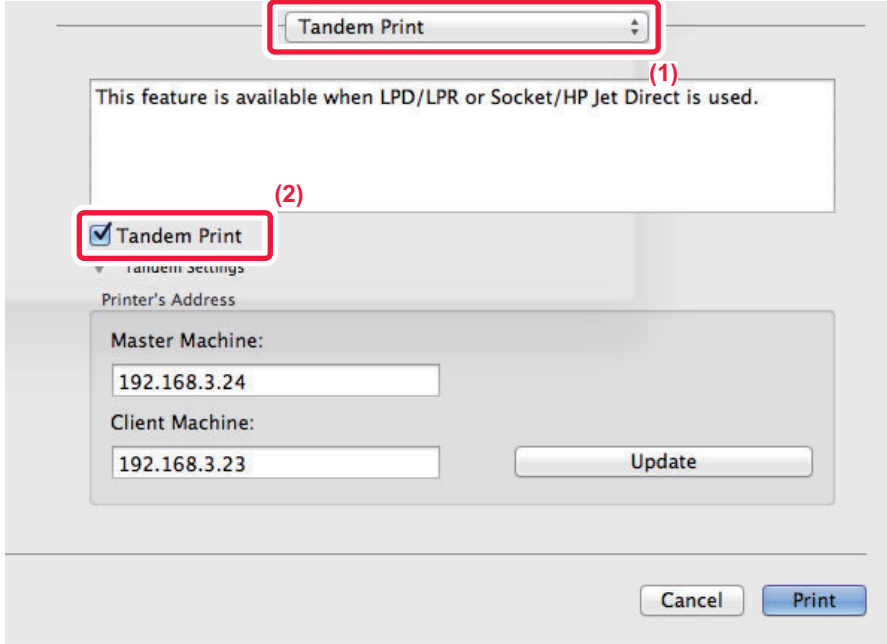 Tandem Print
(1)
This feature is available when LPD/LPR or Socket/HP Jet Direct is used.
(2)
Tandem Print
Tandem Settings
Printer's Address
Master Machine:
192.168.3.24
Client Machine:
192.168.3.23
Update
Cancel
Print